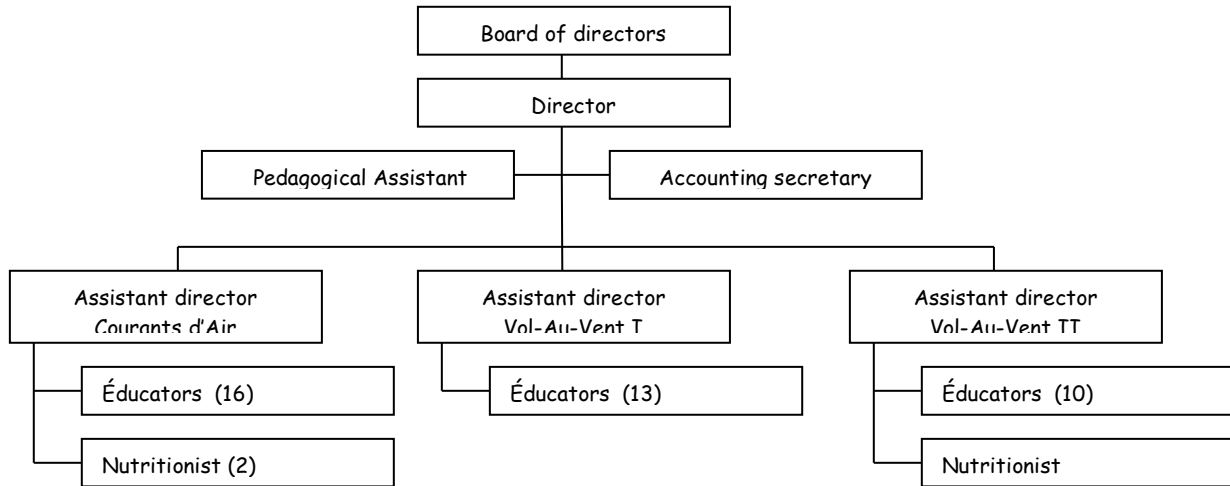 Board of directors
Director
Pedagogical Assistant
Accounting secretary
Assistant director
Courants d'Air
Assistant director
Vol-Au-Vent I
Assistant director
Vol-Au-Vent II
Éducators (16)
Éducators (13)
Éducators (10)
Nutritionist (2)
Nutritionist